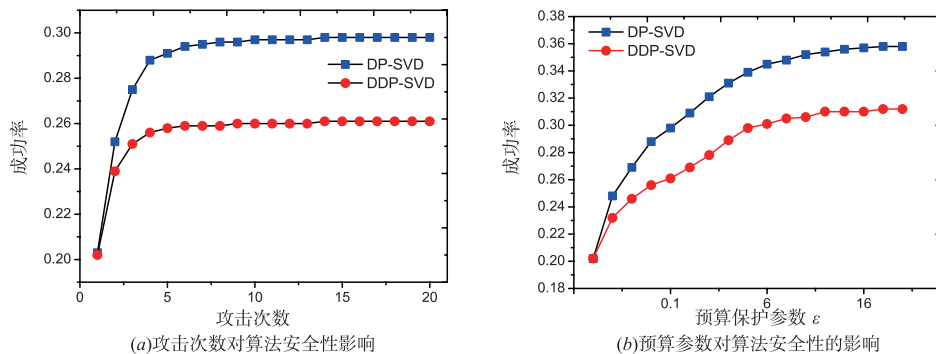 成功率
0.30
0.28
0.26
0.24
0.22
0.20
DP-SVD
DDP-SVD
0
5
10
15
20
攻击次数
(a)攻击次数对算法安全性影响
成功率
0.38
0.36
0.34
0.32
0.30
0.28
0.26
0.24
0.22
0.20
0.18
DP-SVD
DDP-SVD
0.1
6
16
预算保护参数 ε
(b)预算参数对算法安全性的影响